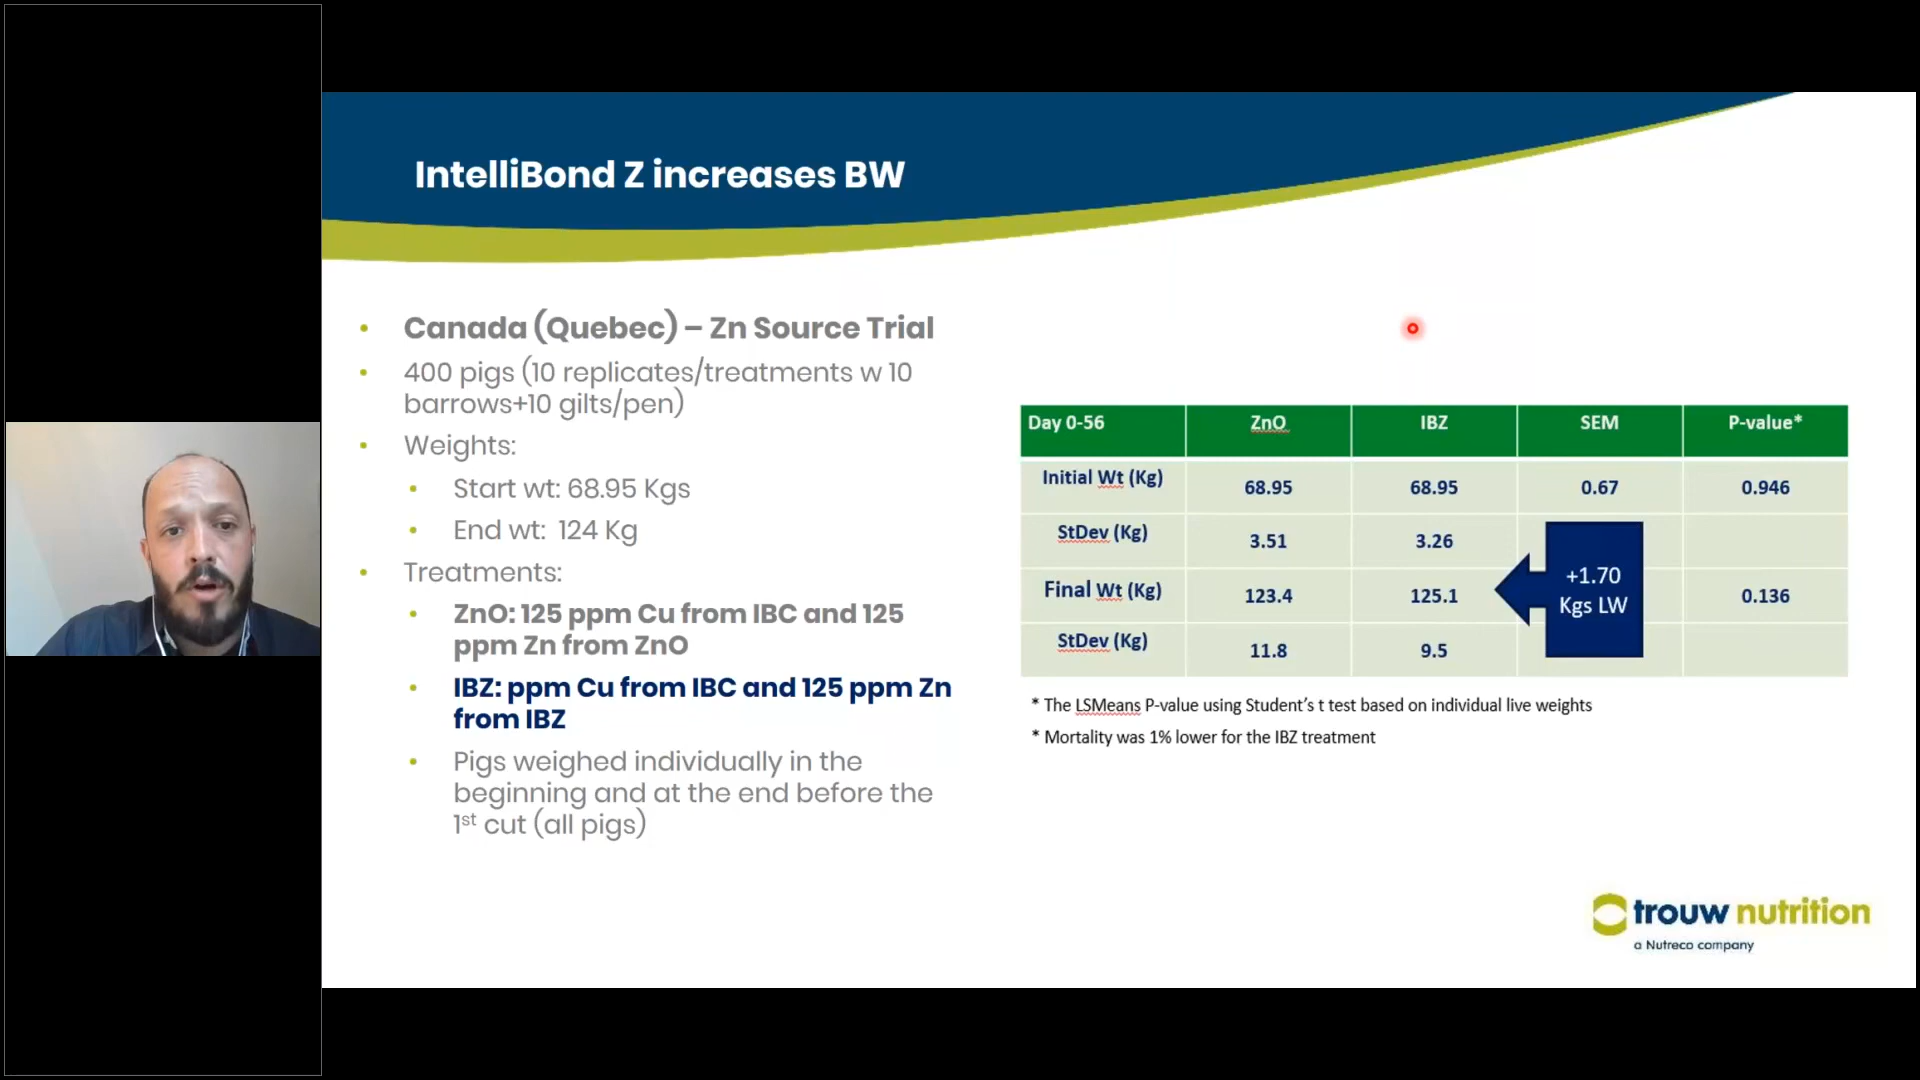 IntelliBond Z increases BW
• Canada (Quebec) – Zn Source Trial
• 400 pigs (10 replicates/treatments w 10
barrows+10 gilts/pen)
• Weights:
• Start wt: 68.95 Kgs
• End wt: 124 Kg
• Treatments:
• ZnO: 125 ppm Cu from IBC and 125
ppm Zn from ZnO
• IBZ: ppm Cu from IBC and 125 ppm Zn
from IBZ
• Pigs weighed individually in the
beginning and at the end before the
1st cut (all pigs)
Day 0-56 ZnO IBZ SEM P-value*
Initial Wt (Kg) 68.95 68.95 0.67 0.946
StDev (Kg) 3.51 3.26
Final Wt (Kg) 123.4 125.1 0.136
StDev (Kg) 11.8 9.5
+1.70
Kgs LW
* The LSMeans P-value using Student's t test based on individual live weights
* Mortality was 1% lower for the IBZ treatment
trouw nutrition
a Nutreco company